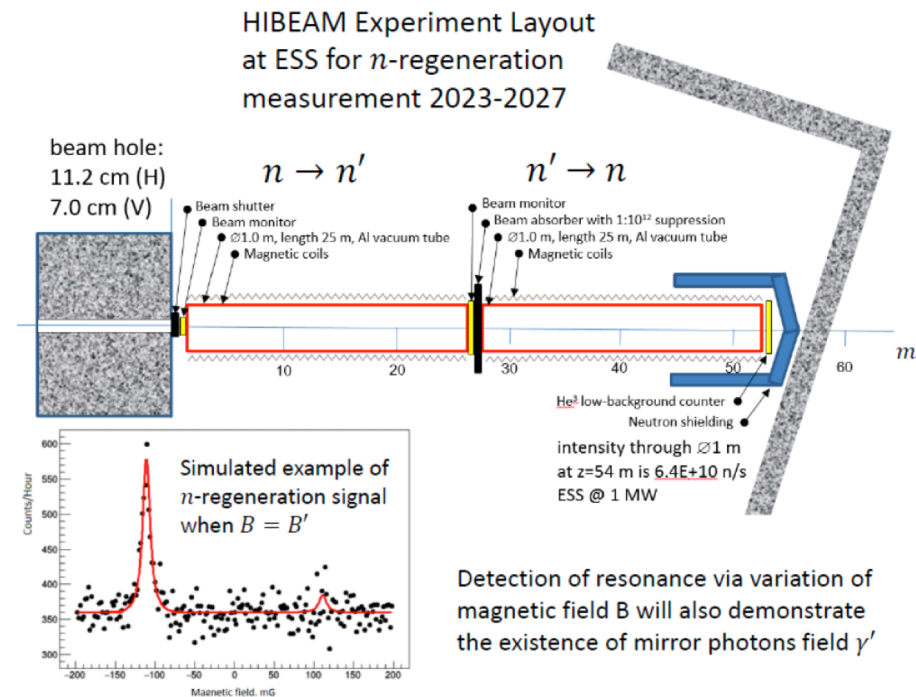 HIBEAM Experiment Layout
at ESS for n-regeneration
measurement 2023-2027
beam hole:
11.2 cm (H)
7.0 cm (V)
n → n′
n′ → n
Beam shutter
Beam monitor
∅1.0 m, length 25 m, Al vacuum tube
Magnetic coils
Beam monitor
Beam absorber with 1:10¹² suppression
∅1.0 m, length 25 m, Al vacuum tube
Magnetic coils
10
20
30
40
50
60
m
He³ low-background counter
Neutron shielding
intensity through ∅1 m
at z=54 m is 6.4E+10 n/s
ESS @ 1 MW
Simulated example of
n-regeneration signal
when B = B′
Counts/Hour
600
550
500
450
400
350
300
−200
−150
−100
−50
0
50
100
150
200
Magnetic field, mG
Detection of resonance via variation of
magnetic field B will also demonstrate
the existence of mirror photons field γ′